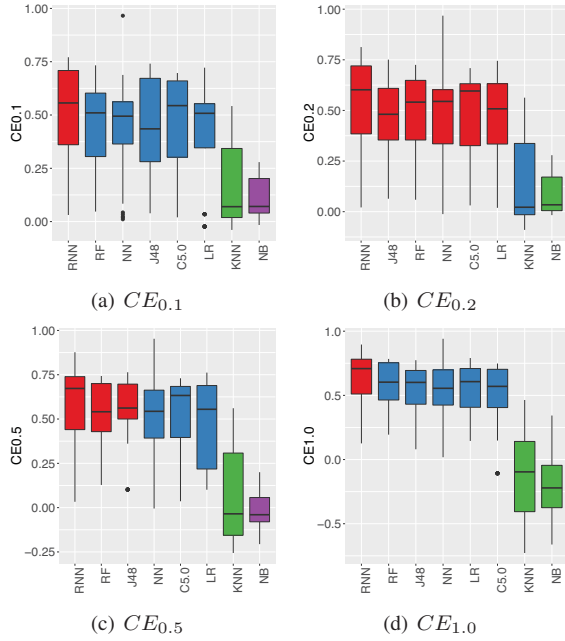 1.00
0.75
0.50
0.25
0.00
CE0.1
RNN RF NN J48 C5.0 LR KNN NB
(a) CE0.1
1.00
0.75
0.50
0.25
0.00
CE0.2
RNN J48 RF NN C5.0 LR KNN NB
(b) CE0.2
1.00
0.75
0.50
0.25
0.00
−0.25
CE0.5
RNN RF J48 NN C5.0 LR KNN NB
(c) CE0.5
1.0
0.5
0.0
−0.5
CE1.0
RNN RF J48 NN LR C5.0 KNN NB
(d) CE1.0